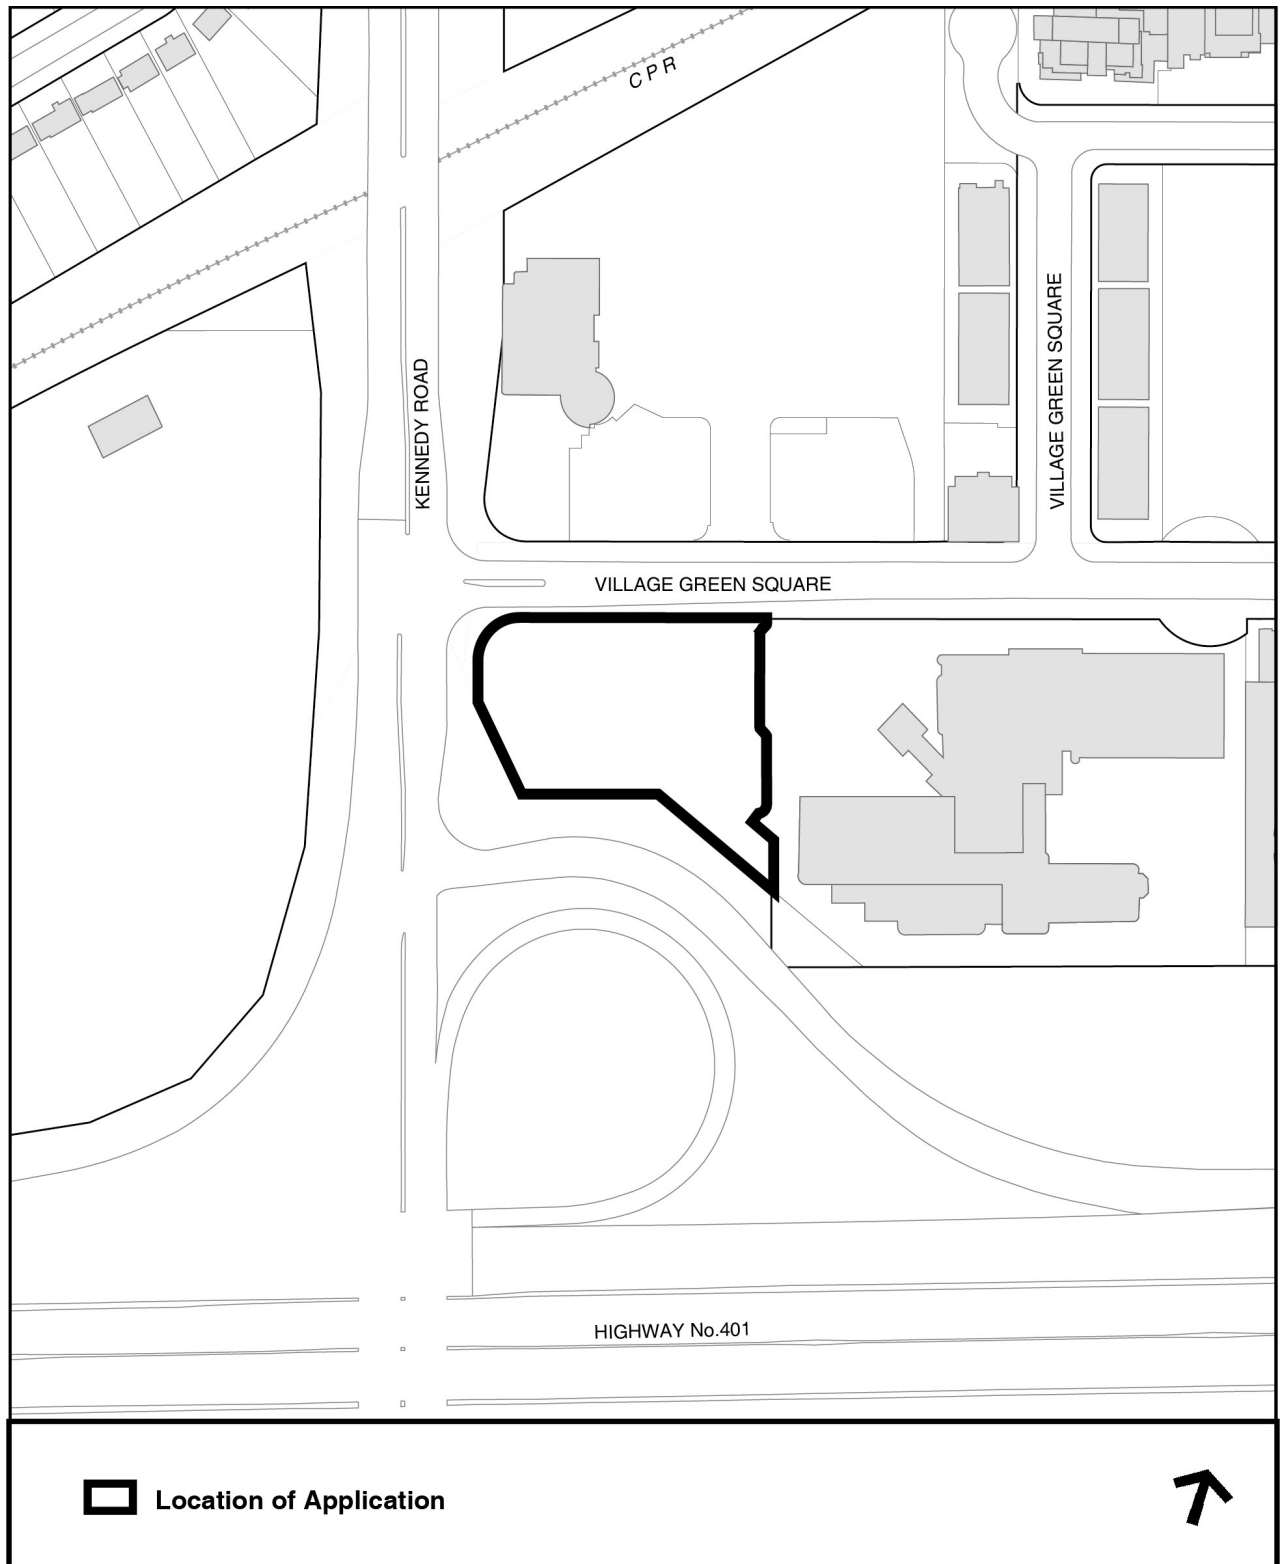 CPR
KENNEDY ROAD
VILLAGE GREEN SQUARE
VILLAGE GREEN SQUARE
HIGHWAY No.401
Location of Application